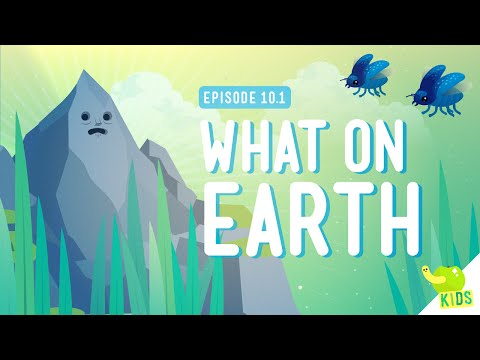 EPISODE 10.1
WHAT ON
EARTH
KIDS